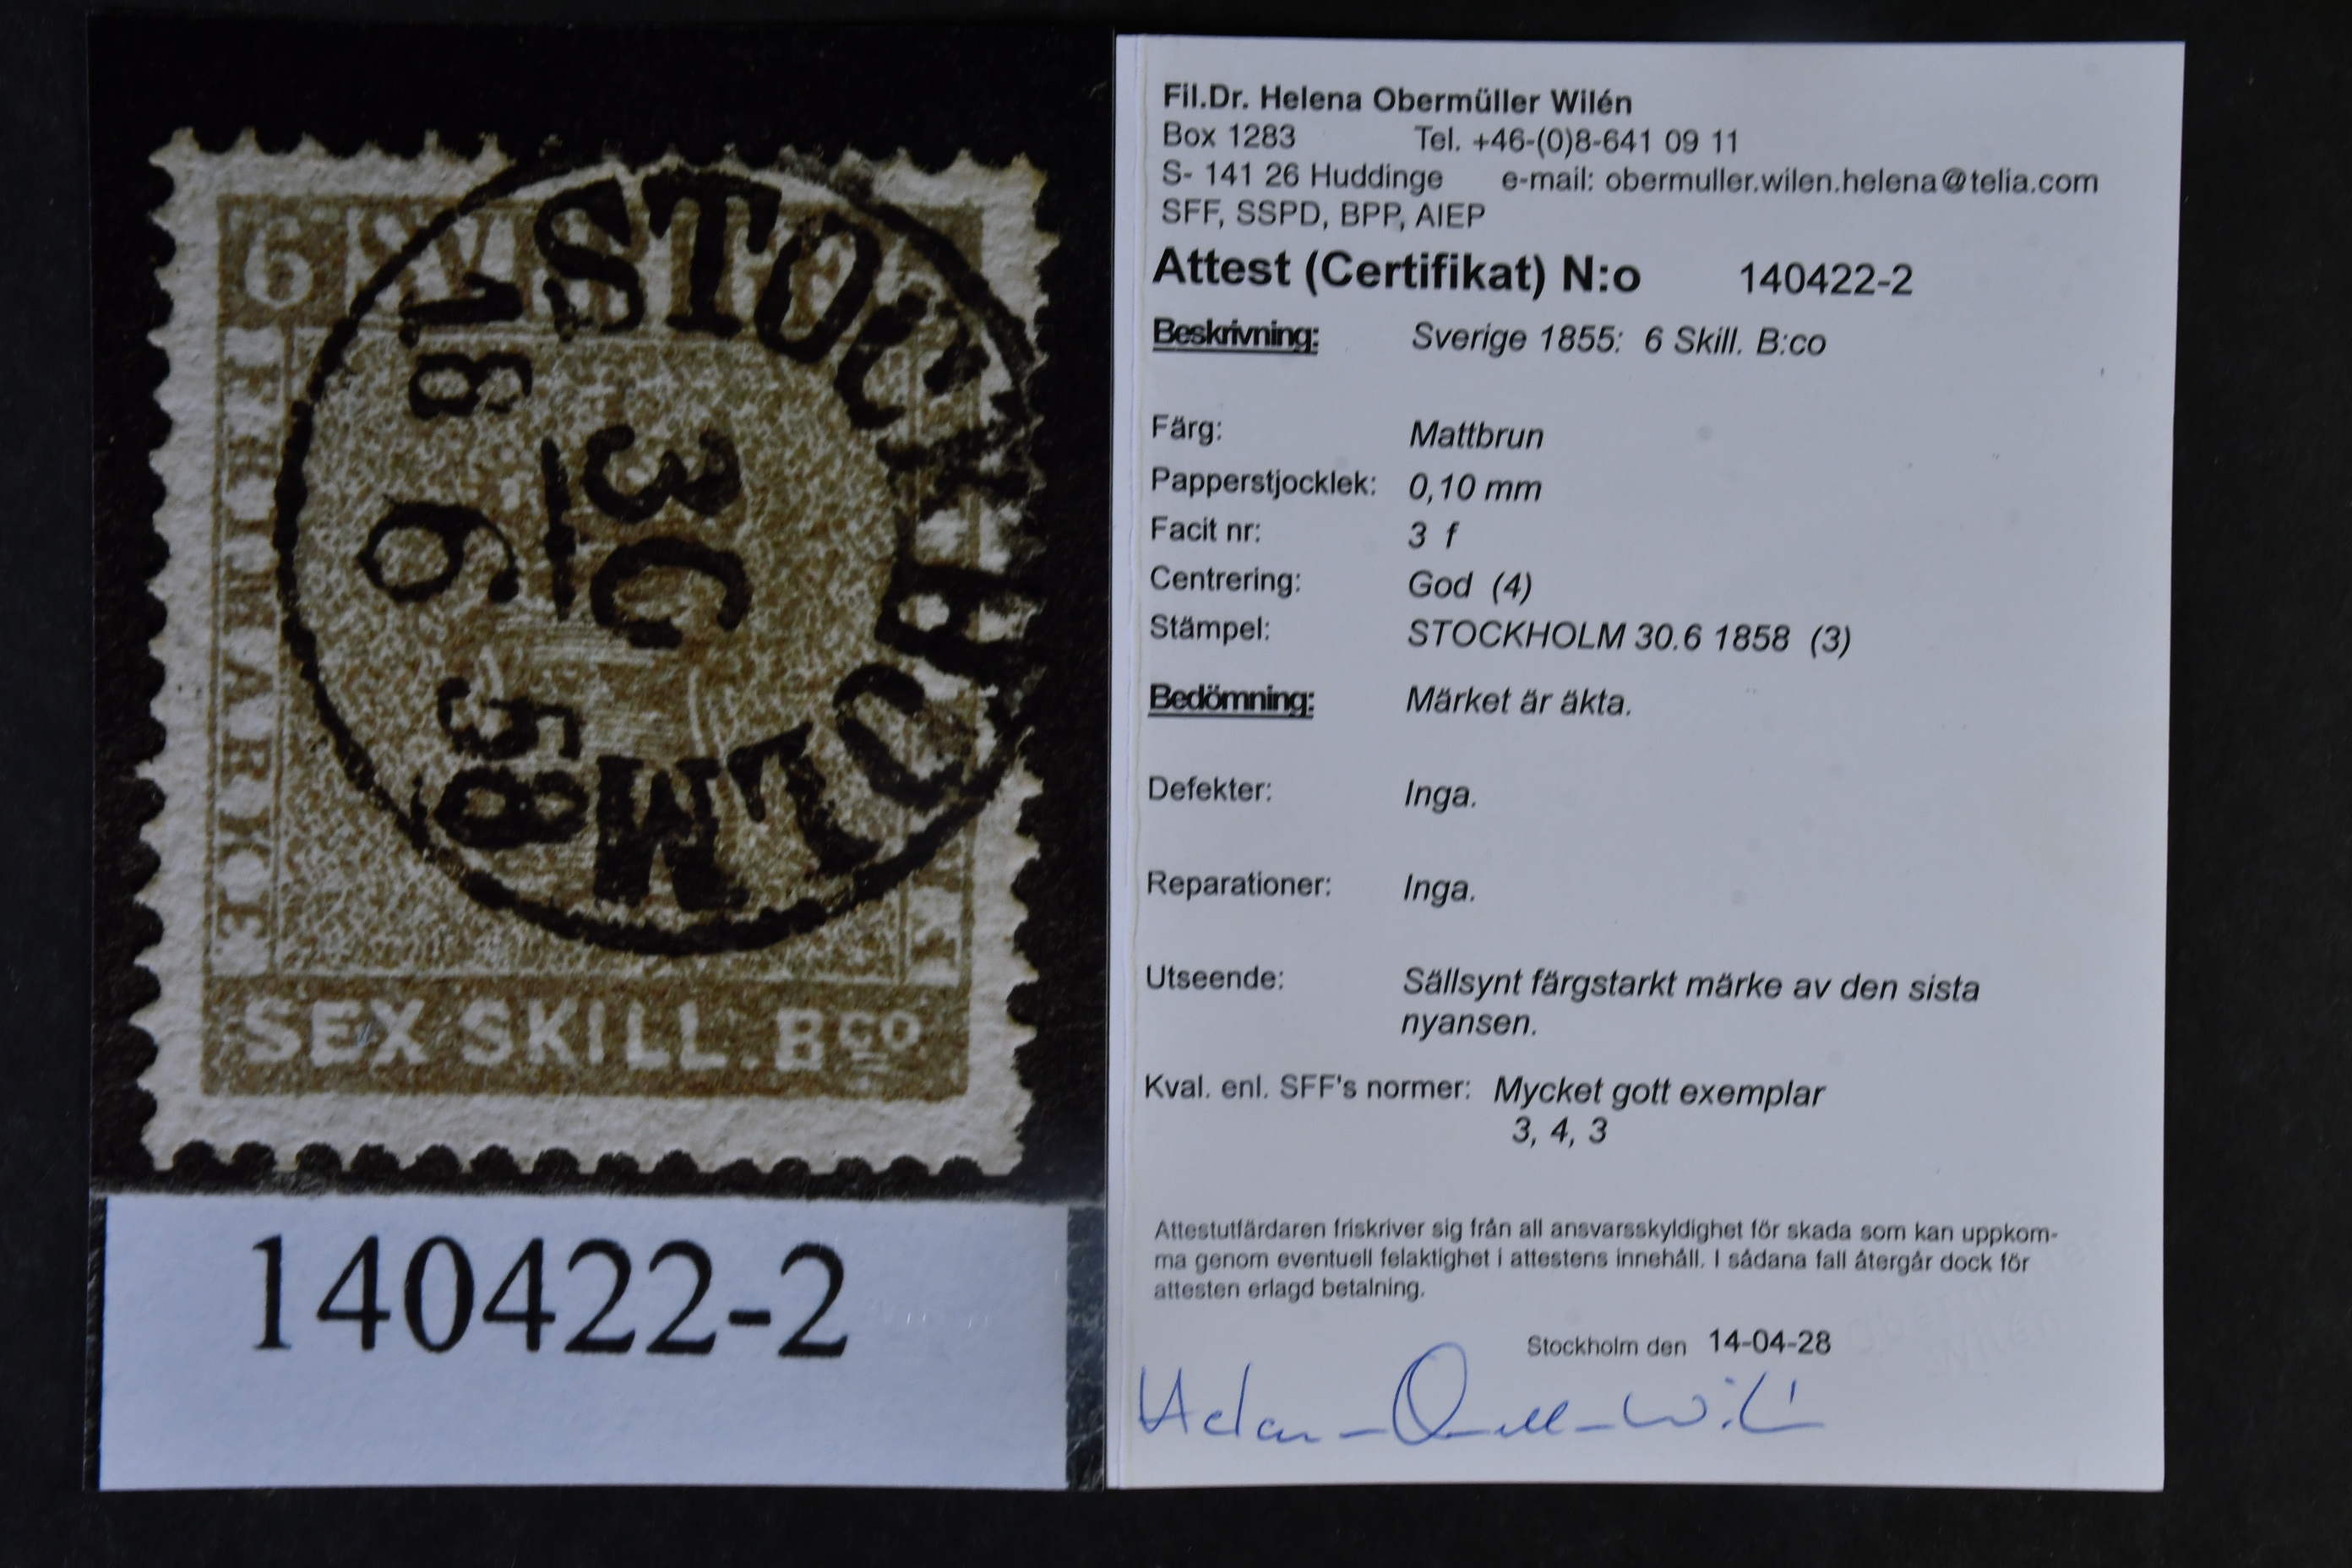 6
FRIMÄRKE
STOCKHOLM
30
6
18 58
SEX SKILL. BCO.
140422-2
Fil.Dr. Helena Obermüller Wilén
Box 1283 Tel. +46-(0)8-641 09 11
S- 141 26 Huddinge e-mail: obermuller.wilen.helena@telia.com
SFF, SSPD, BPP, AIEP
Attest (Certifikat) N:o 140422-2
Beskrivning: Sverige 1855: 6 Skill. B:co
Färg: Mattbrun
Papperstjocklek: 0,10 mm
Facit nr: 3 f
Centrering: God (4)
Stämpel: STOCKHOLM 30.6 1858 (3)
Bedömning: Märket är äkta.
Defekter: Inga.
Reparationer: Inga.
Utseende: Sällsynt färgstarkt märke av den sista
nyansen.
Kval. enl. SFF's normer: Mycket gott exemplar
3, 4, 3
Attestutfärdaren friskriver sig från all ansvarsskyldighet för skada som kan uppkom-
ma genom eventuell felaktighet i attestens innehåll. I sådana fall återgår dock för
attesten erlagd betalning.
Stockholm den 14-04-28